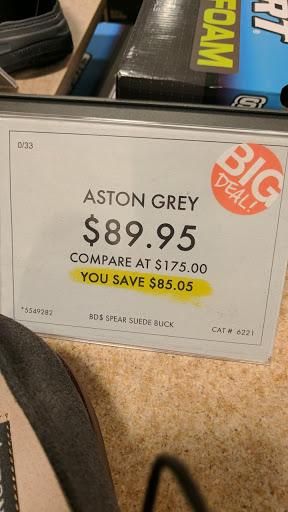 FOAM
RT
S
0/33
BIG
DEAL!
ASTON GREY
$89.95
COMPARE AT $175.00
YOU SAVE $85.05
*5549282
BD$ SPEAR SUEDE BUCK
CAT # 6221